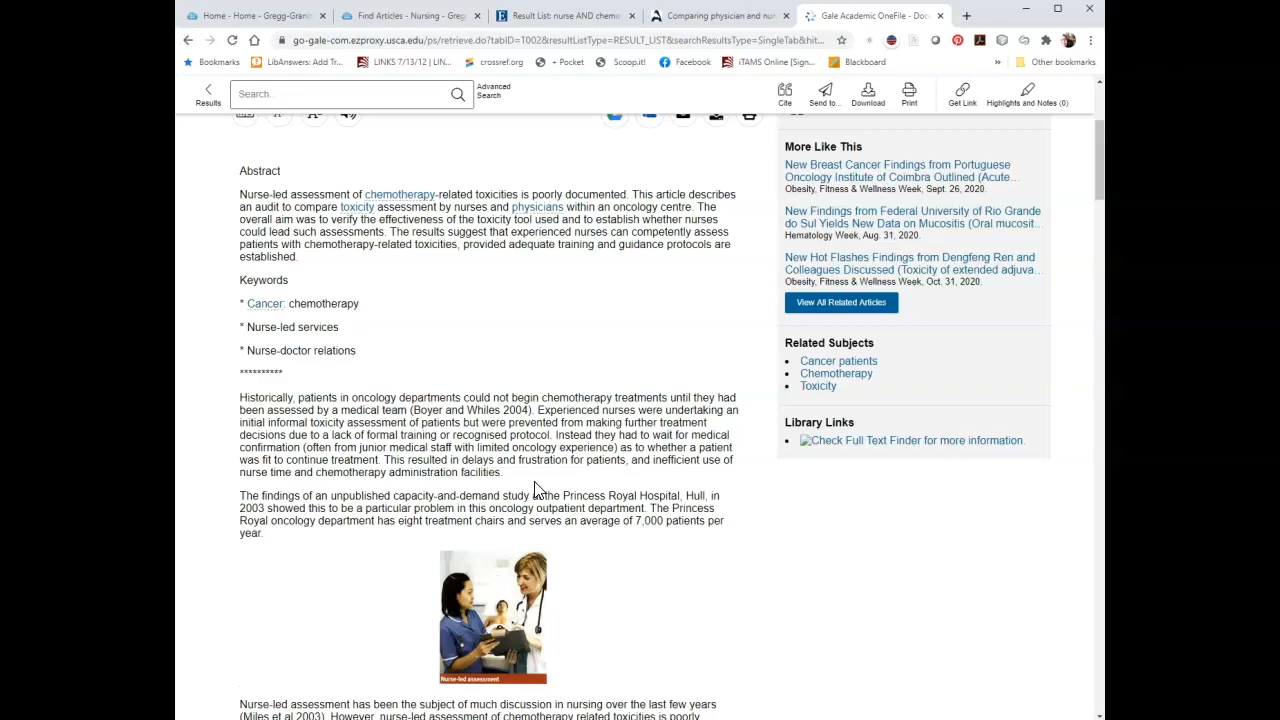 Home - Home - Gregg-Granit
Find Articles - Nursing - Greg
Result List: nurse AND chemo
Comparing physician and nur
Gale Academic OneFile - Doc
go-gale-com.ezproxy.usca.edu/ps/retrieve.do?tabID=T002&resultListType=RESULT_LIST&searchResultsType=SingleTab&hit...
Bookmarks
LibAnswers: Add Tr...
LINKS 7/13/12 | LIN...
crossref.org
+ Pocket
Scoop.it!
Facebook
iTAMS Online [Sign...
Blackboard
»
Other bookmarks
Results
Search...
Advanced
Search
Cite
Send to...
Download
Print
Get Link
Highlights and Notes (0)
Abstract
Nurse-led assessment of chemotherapy-related toxicities is poorly documented. This article describes
an audit to compare toxicity assessment by nurses and physicians within an oncology centre. The
overall aim was to verify the effectiveness of the toxicity tool used and to establish whether nurses
could lead such assessments. The results suggest that experienced nurses can competently assess
patients with chemotherapy-related toxicities, provided adequate training and guidance protocols are
established.
Keywords
* Cancer: chemotherapy
* Nurse-led services
* Nurse-doctor relations
**********
Historically, patients in oncology departments could not begin chemotherapy treatments until they had
been assessed by a medical team (Boyer and Whiles 2004). Experienced nurses were undertaking an
initial informal toxicity assessment of patients but were prevented from making further treatment
decisions due to a lack of formal training or recognised protocol. Instead they had to wait for medical
confirmation (often from junior medical staff with limited oncology experience) as to whether a patient
was fit to continue treatment. This resulted in delays and frustration for patients, and inefficient use of
nurse time and chemotherapy administration facilities.
The findings of an unpublished capacity-and-demand study the Princess Royal Hospital, Hull, in
2003 showed this to be a particular problem in this oncology outpatient department. The Princess
Royal oncology department has eight treatment chairs and serves an average of 7,000 patients per
year.
Nurse-led assessment
Nurse-led assessment has been the subject of much discussion in nursing over the last few years
(Miles et al 2003). However, nurse-led assessment of chemotherapy related toxicities is poorly
More Like This
New Breast Cancer Findings from Portuguese
Oncology Institute of Coimbra Outlined (Acute...
Obesity, Fitness & Wellness Week, Sept. 26, 2020.
New Findings from Federal University of Rio Grande
do Sul Yields New Data on Mucositis (Oral mucosit...
Hematology Week, Aug. 31, 2020.
New Hot Flashes Findings from Dengfeng Ren and
Colleagues Discussed (Toxicity of extended adjuva...
Obesity, Fitness & Wellness Week, Oct. 31, 2020.
View All Related Articles
Related Subjects
Cancer patients
Chemotherapy
Toxicity
Library Links
Check Full Text Finder for more information.